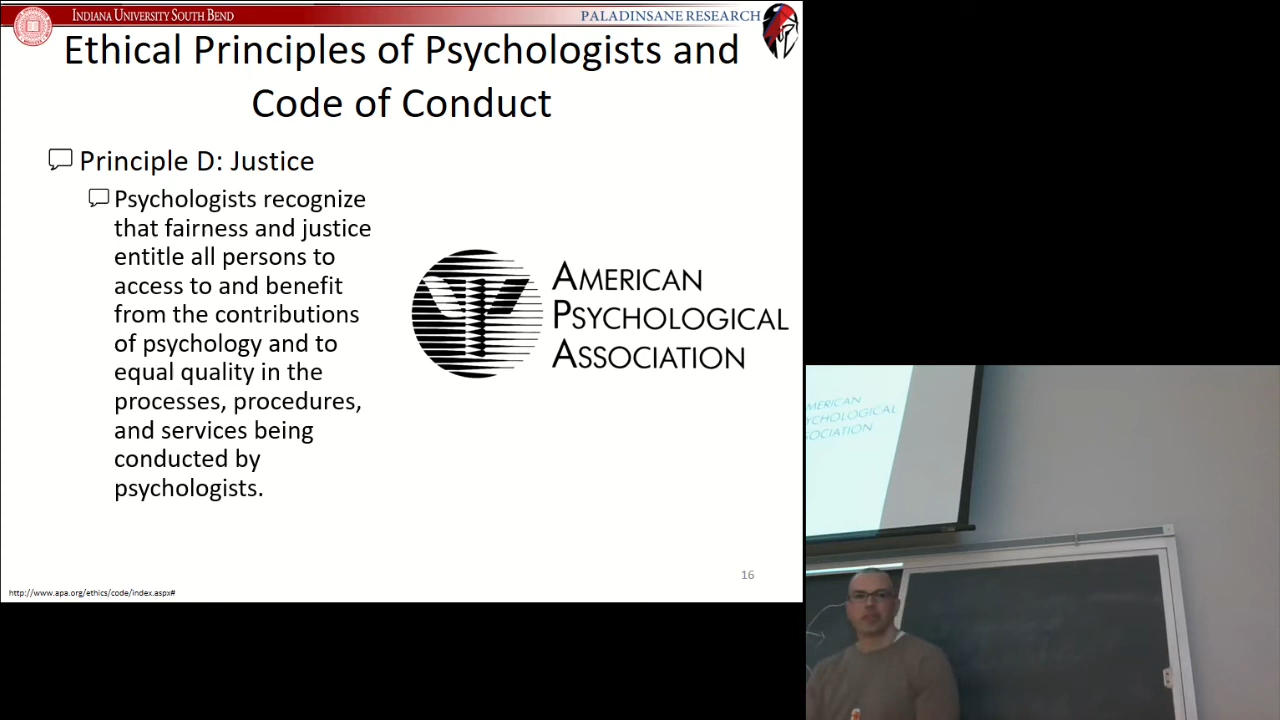 INDIANA UNIVERSITY SOUTH BEND
PALADINSANE RESEARCH
Ethical Principles of Psychologists and
Code of Conduct
Principle D: Justice
Psychologists recognize
that fairness and justice
entitle all persons to
access to and benefit
from the contributions
of psychology and to
equal quality in the
processes, procedures,
and services being
conducted by
psychologists.
AMERICAN
PSYCHOLOGICAL
ASSOCIATION
16
http://www.apa.org/ethics/code/index.aspx#
MERICAN
YCHOLOGICAL
SOCIATION